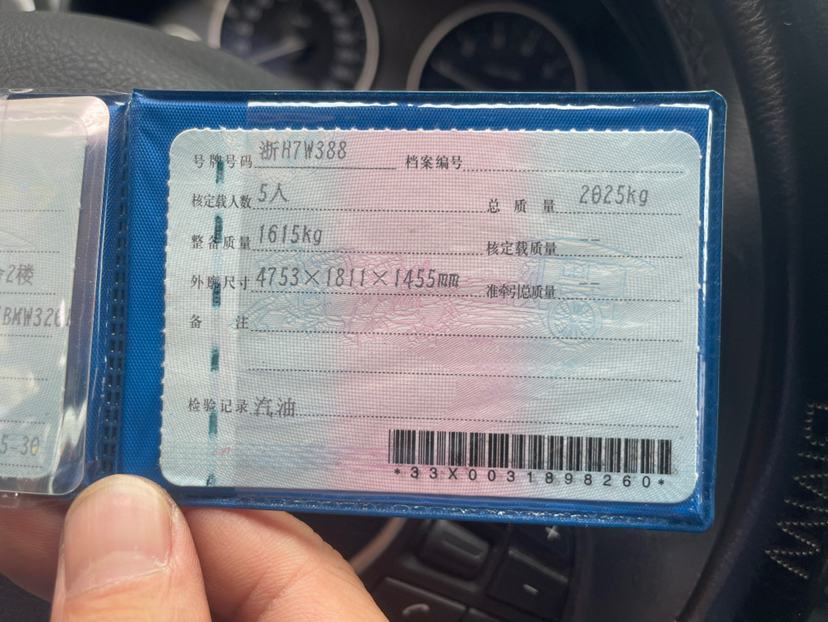 号牌号码 浙H7W388 档案编号
核定载人数 5人 总质量 2025kg
整备质量 1615kg 核定载质量 --
外廓尺寸 4753×1811×1455mm 准牵引总质量 --
备注
检验记录 汽油
*33X0031898260*
2楼
BMW326
5-30